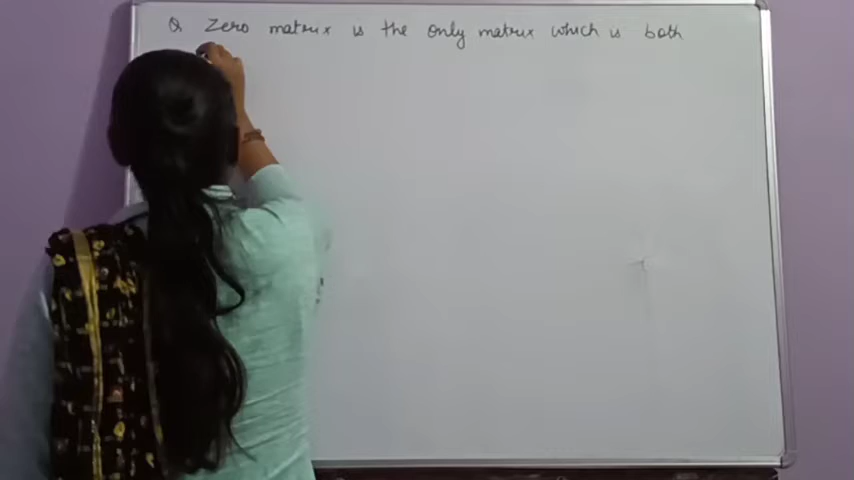 Q Zero matrix is the only matrix which is both